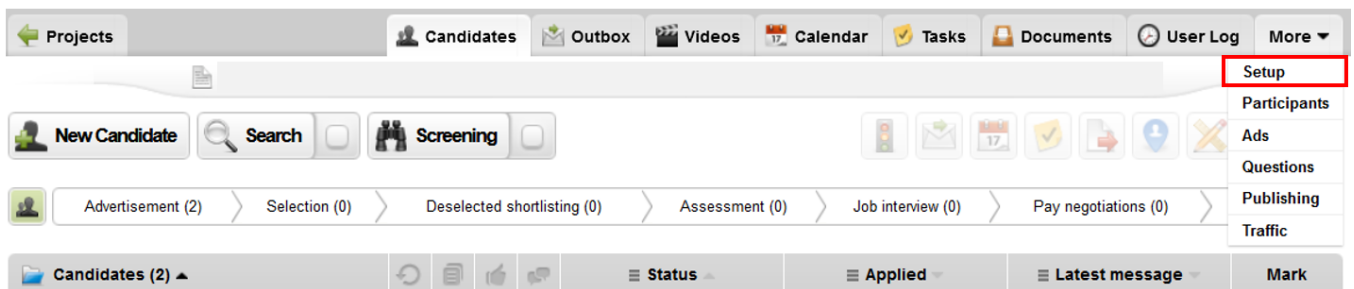 Projects Candidates Outbox Videos 17 Calendar Tasks Documents User Log More
Setup
Participants
New Candidate Search Screening 17 Ads
Questions
Advertisement (2) Selection (0) Deselected shortlisting (0) Assessment (0) Job interview (0) Pay negotiations (0) Publishing
Traffic
Candidates (2) Status Applied Latest message Mark